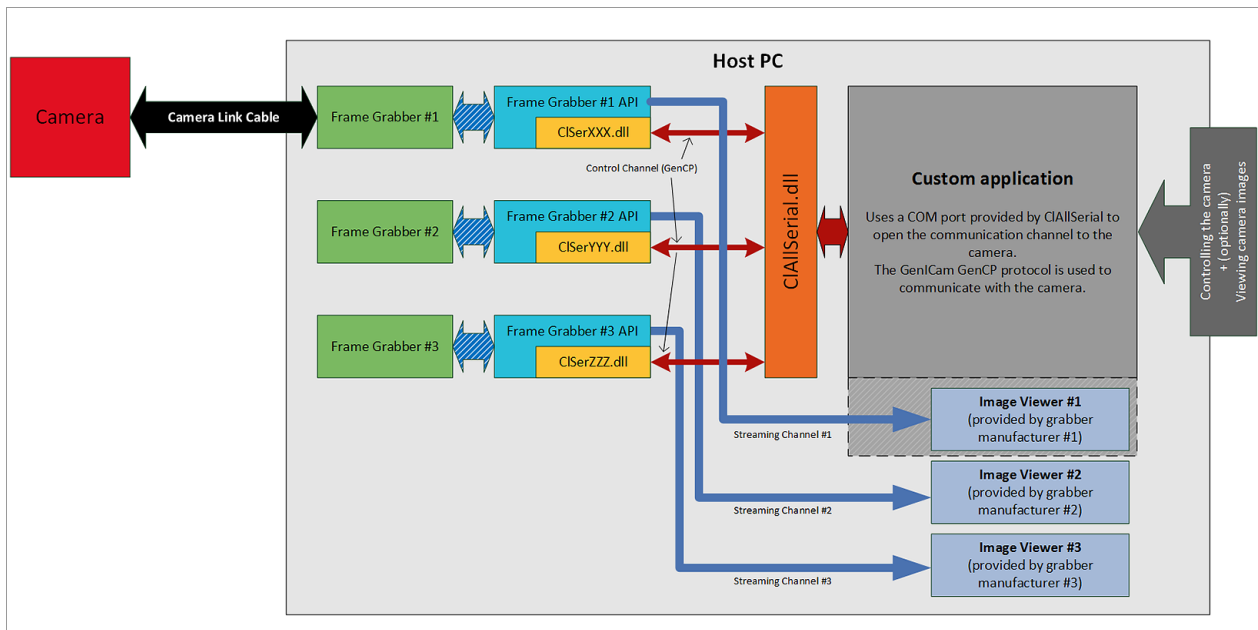 Host PC
Camera
Camera Link Cable
Frame Grabber #1
Frame Grabber #1 API
ClSerXXX.dll
Control Channel (GenCP)
Frame Grabber #2
Frame Grabber #2 API
ClSerYYY.dll
Frame Grabber #3
Frame Grabber #3 API
ClSerZZZ.dll
ClAllSerial.dll
Custom application
Uses a COM port provided by ClAllSerial to
open the communication channel to the
camera.
The GenICam GenCP protocol is used to
communicate with the camera.
Controlling the camera
+ (optionally)
Viewing camera images
Image Viewer #1
(provided by grabber
manufacturer #1)
Streaming Channel #1
Image Viewer #2
(provided by grabber
manufacturer #2)
Streaming Channel #2
Image Viewer #3
(provided by grabber
manufacturer #3)
Streaming Channel #3